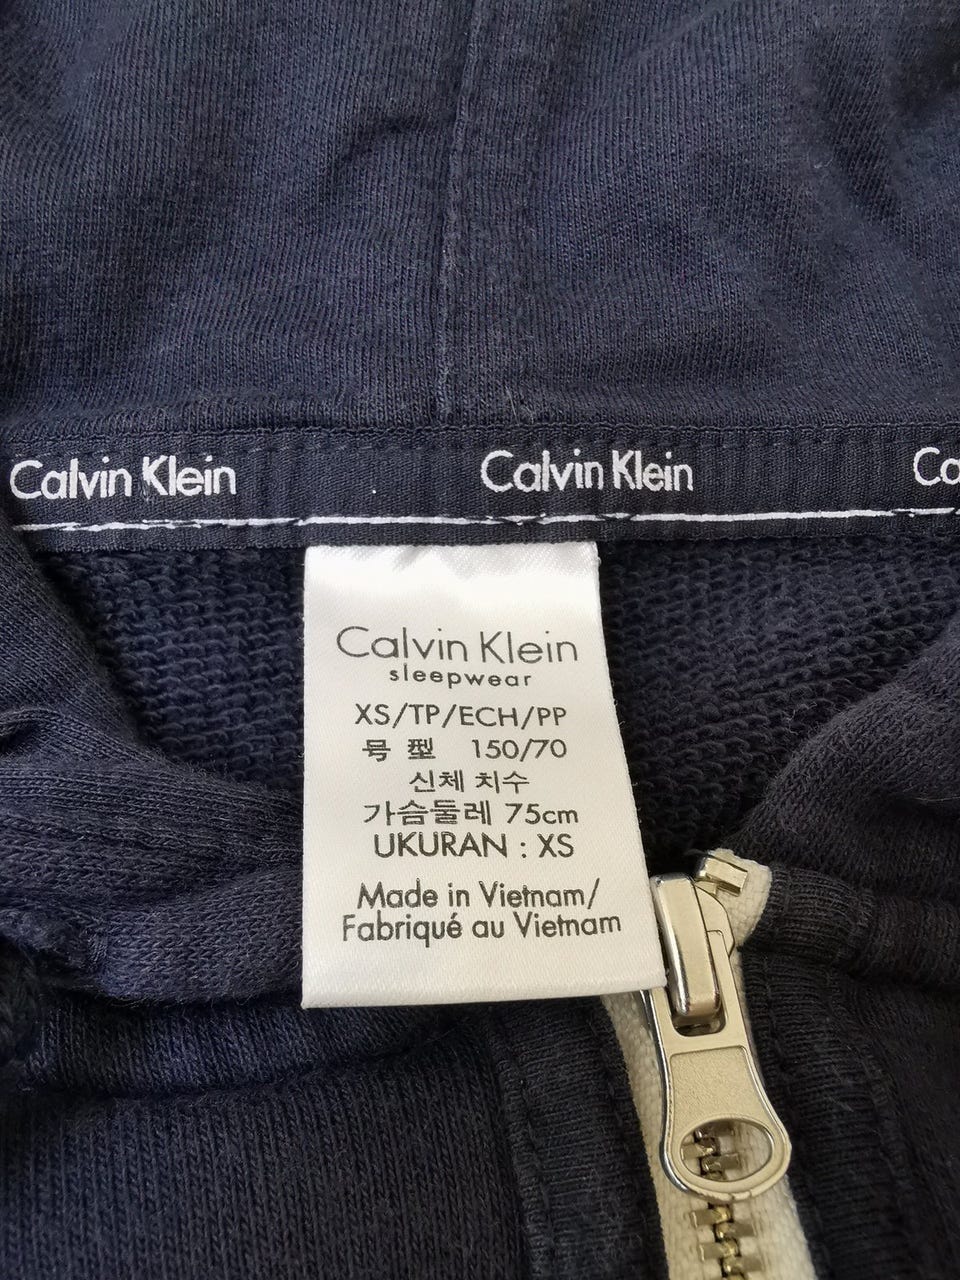 Calvin Klein Calvin Klein Ca
Calvin Klein
sleepwear
XS/TP/ECH/PP
号 型 150/70
신체 치수
가슴둘레 75cm
UKURAN : XS
Made in Vietnam/
Fabriqué au Vietnam